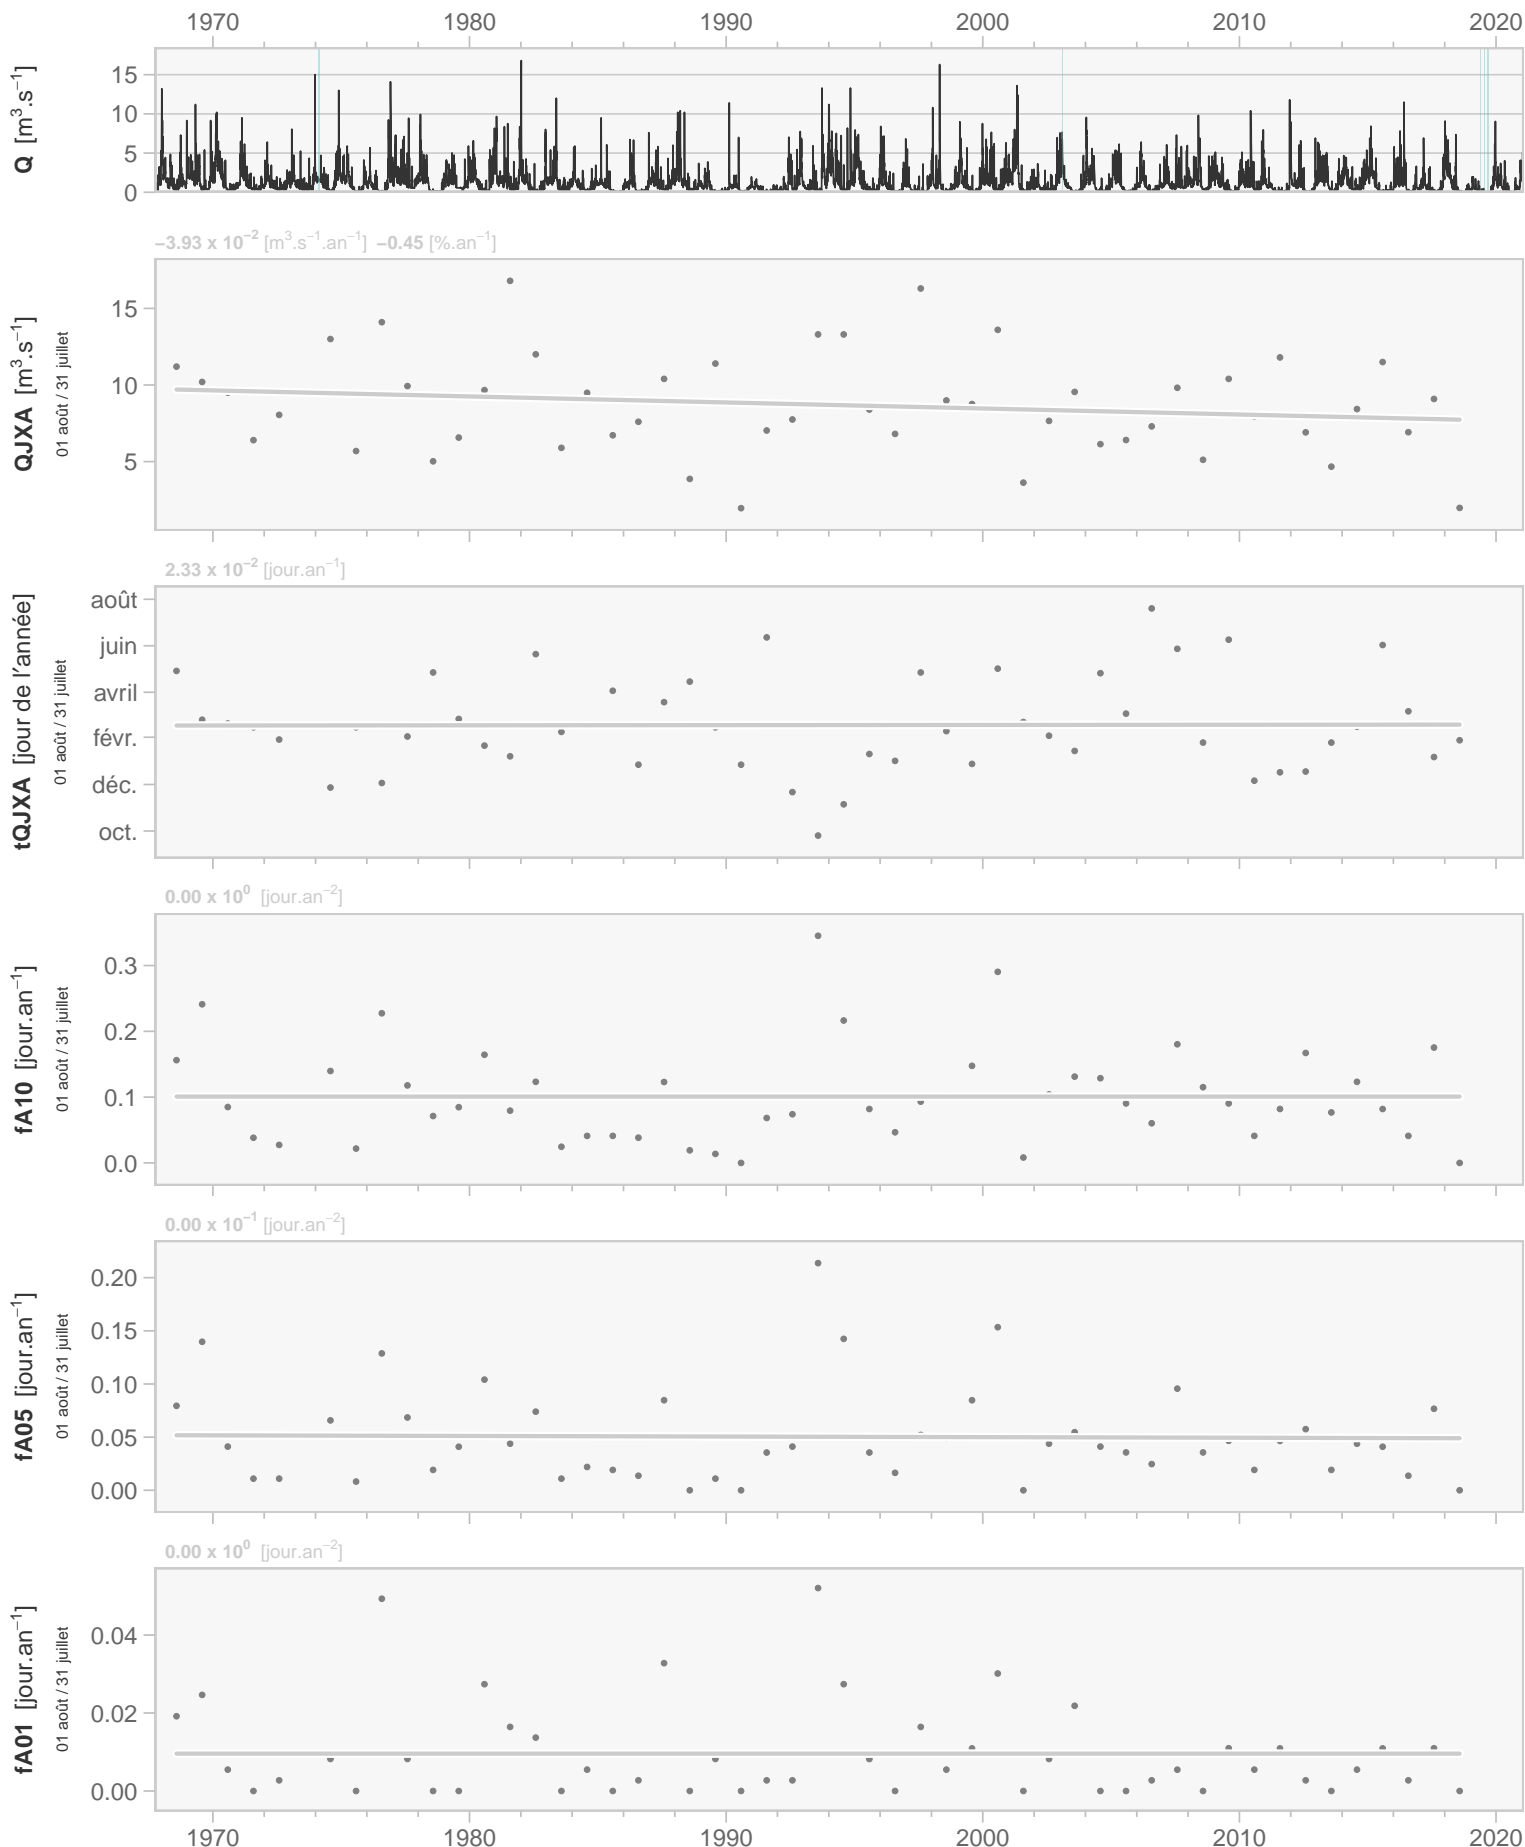 1970 1980 1990 2000 2010 2020
Q [m³.s⁻¹]
15
10
5
0
−3.93 x 10⁻² [m³.s⁻¹.an⁻¹] −0.45 [%.an⁻¹]
QJXA [m³.s⁻¹]
01 août / 31 juillet
15
10
5
2.33 x 10⁻² [jour.an⁻¹]
tQJXA [jour de l'année]
01 août / 31 juillet
août
juin
avril
févr.
déc.
oct.
0.00 x 10⁰ [jour.an⁻²]
fA10 [jour.an⁻¹]
01 août / 31 juillet
0.3
0.2
0.1
0.0
0.00 x 10⁻¹ [jour.an⁻²]
fA05 [jour.an⁻¹]
01 août / 31 juillet
0.20
0.15
0.10
0.05
0.00
0.00 x 10⁰ [jour.an⁻²]
fA01 [jour.an⁻¹]
01 août / 31 juillet
0.04
0.02
0.00
1970 1980 1990 2000 2010 2020